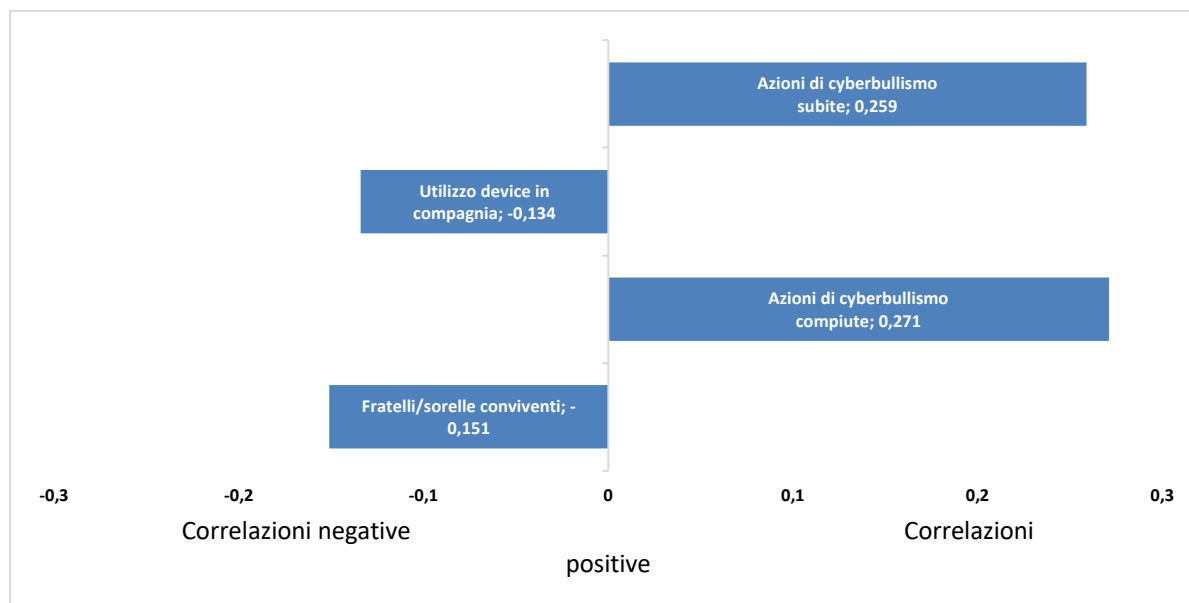 Azioni di cyberbullismo
subite; 0,259
Utilizzo device in
compagnia; -0,134
Azioni di cyberbullismo
compiute; 0,271
Fratelli/sorelle conviventi; -
0,151
-0,3 -0,2 -0,1 0 0,1 0,2 0,3
Correlazioni negative Correlazioni
positive